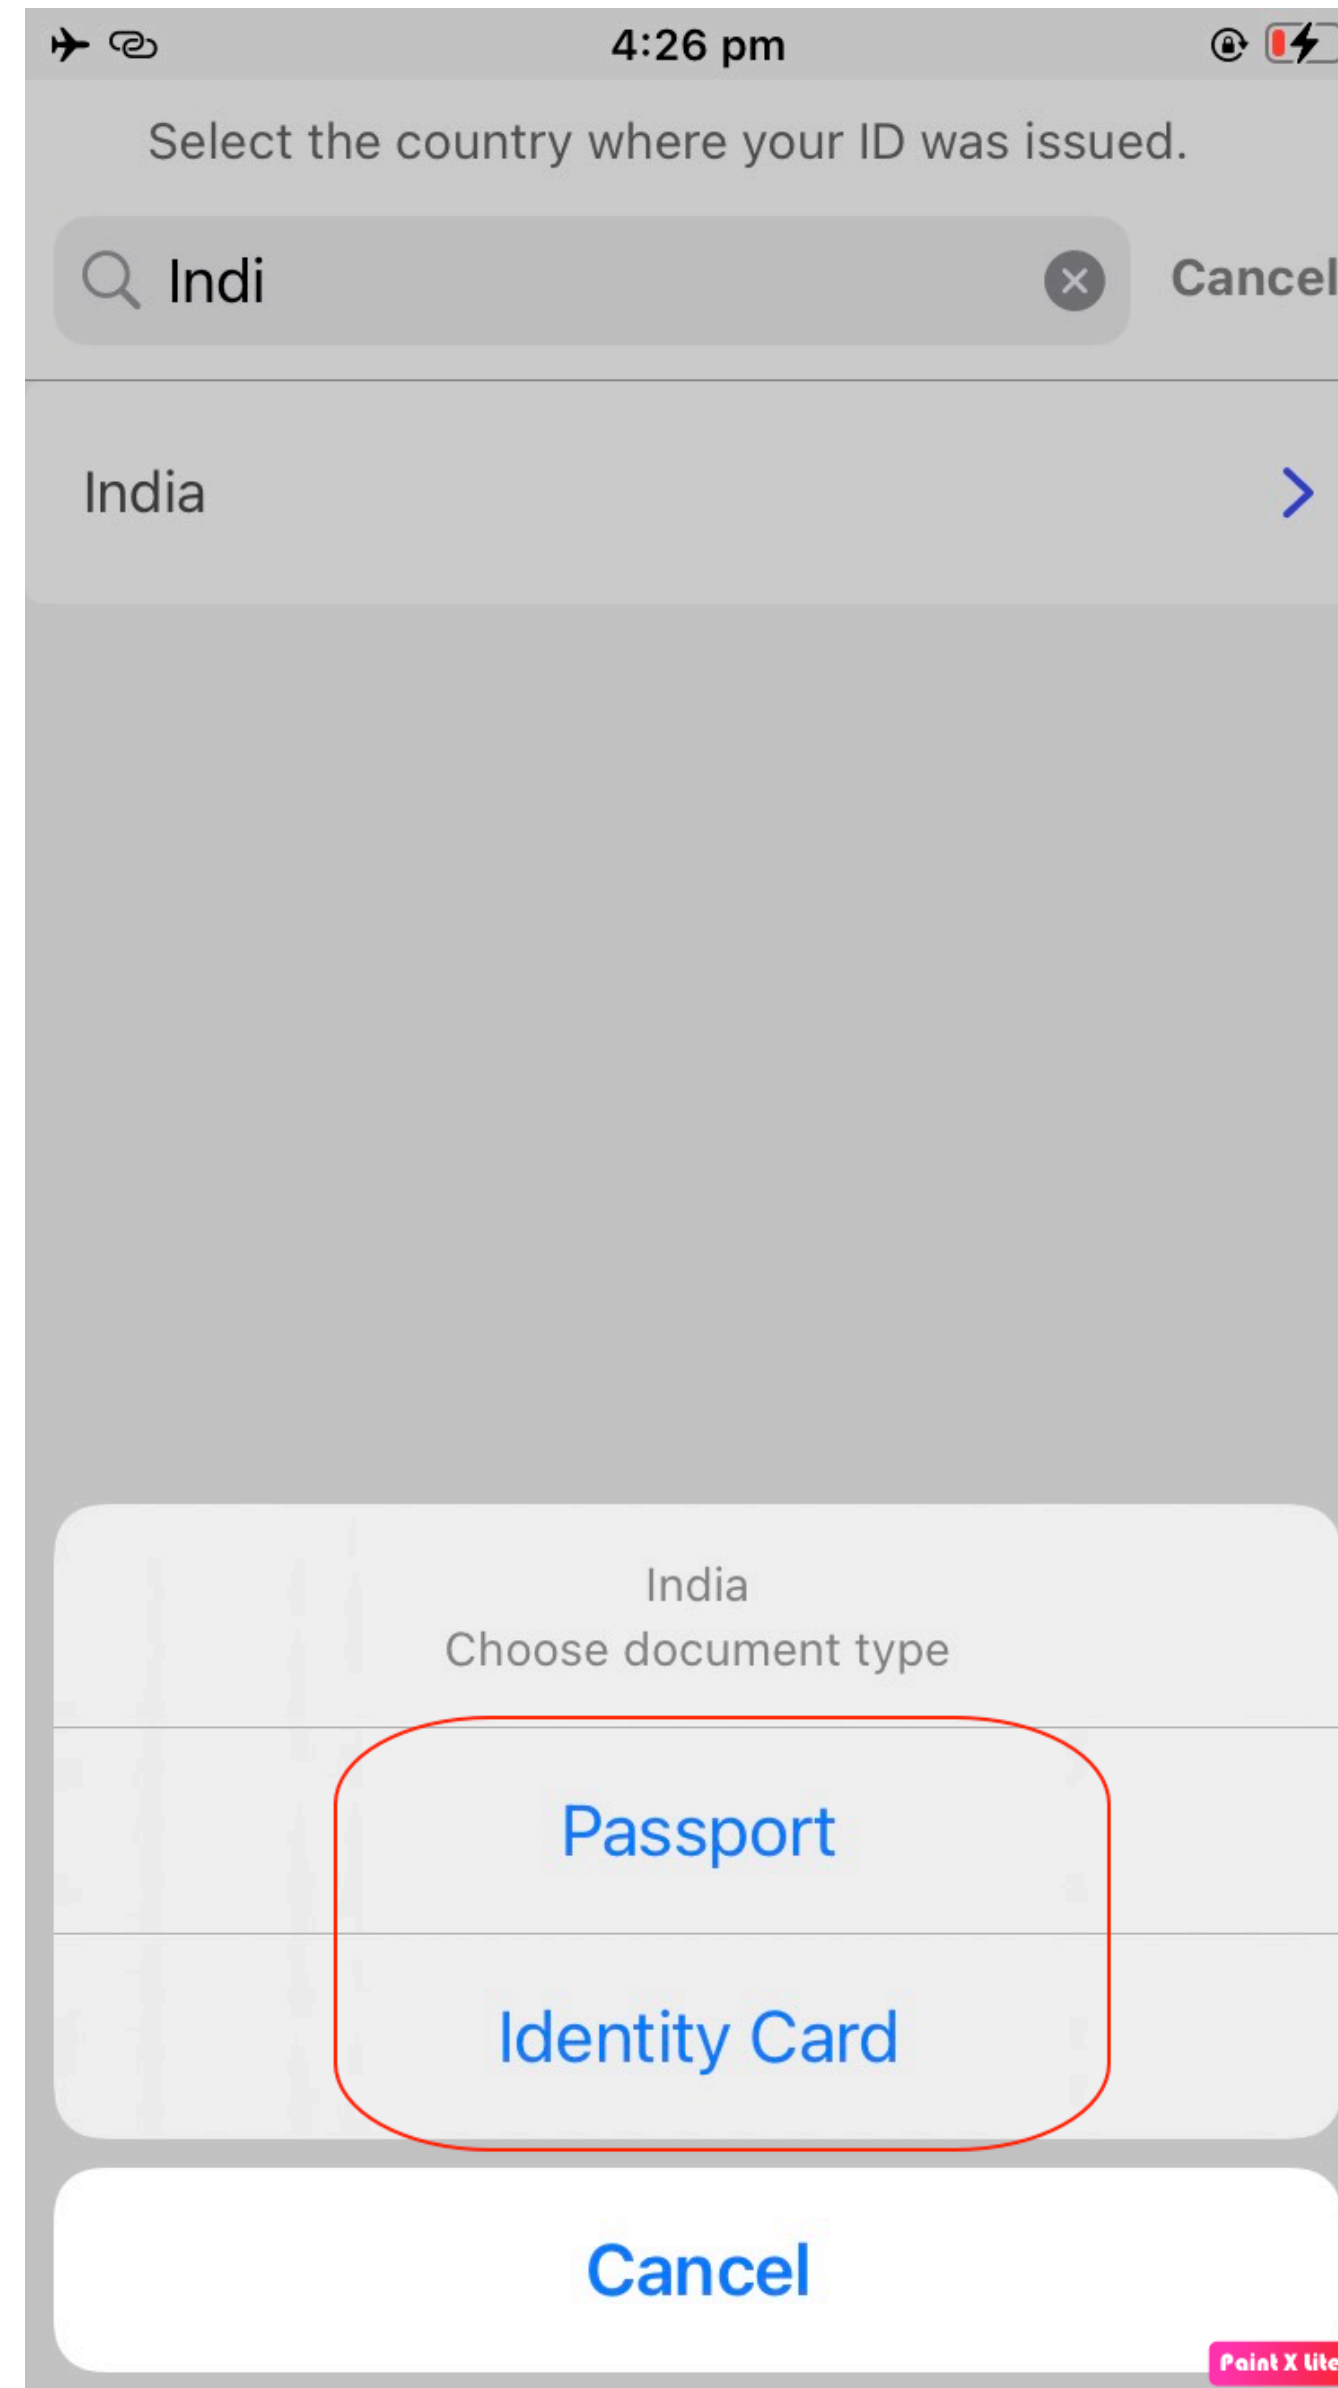 4:26 pm
Select the country where your ID was issued.
Indi
Cancel
India
India
Choose document type
Passport
Identity Card
Cancel
Paint X Lite